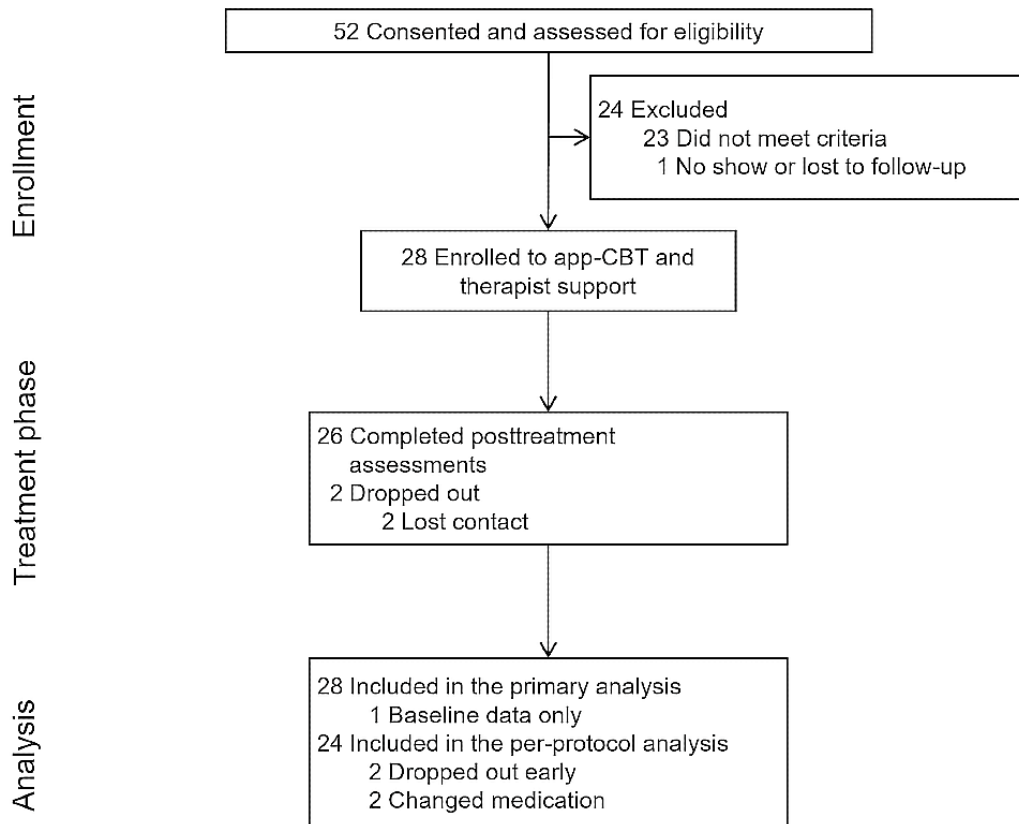 52 Consented and assessed for eligibility
Enrollment
24 Excluded
23 Did not meet criteria
1 No show or lost to follow-up
28 Enrolled to app-CBT and
therapist support
Treatment phase
26 Completed posttreatment
assessments
2 Dropped out
2 Lost contact
Analysis
28 Included in the primary analysis
1 Baseline data only
24 Included in the per-protocol analysis
2 Dropped out early
2 Changed medication